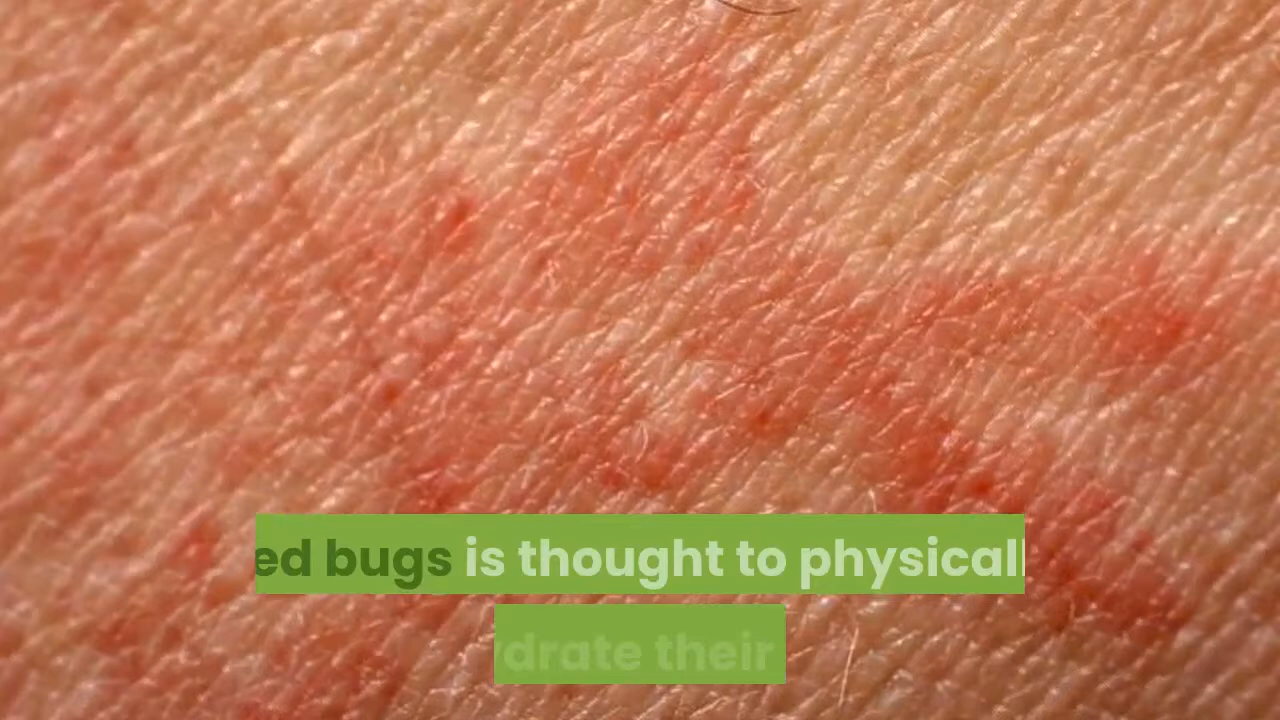 ed bugs is thought to physicall
drate their